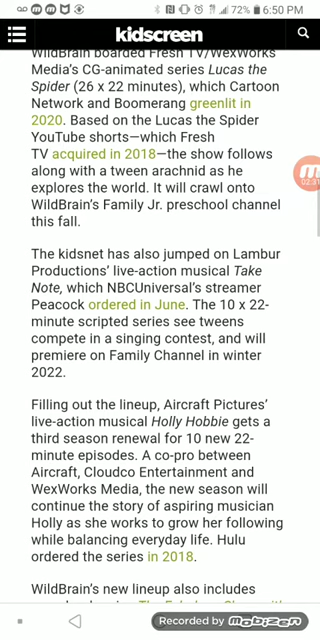 72% 6:50 PM
kidscreen
WildBrain boarded Fresh TV/WexWorks
Media's CG-animated series Lucas the
Spider (26 x 22 minutes), which Cartoon
Network and Boomerang greenlit in
2020. Based on the Lucas the Spider
YouTube shorts—which Fresh
TV acquired in 2018—the show follows
along with a tween arachnid as he
explores the world. It will crawl onto
WildBrain's Family Jr. preschool channel
this fall.
02:31
The kidsnet has also jumped on Lambur
Productions' live-action musical Take
Note, which NBCUniversal's streamer
Peacock ordered in June. The 10 x 22-
minute scripted series see tweens
compete in a singing contest, and will
premiere on Family Channel in winter
2022.
Filling out the lineup, Aircraft Pictures'
live-action musical Holly Hobbie gets a
third season renewal for 10 new 22-
minute episodes. A co-pro between
Aircraft, Cloudco Entertainment and
WexWorks Media, the new season will
continue the story of aspiring musician
Holly as she works to grow her following
while balancing everyday life. Hulu
ordered the series in 2018.
WildBrain's new lineup also includes
Recorded by Mobizen